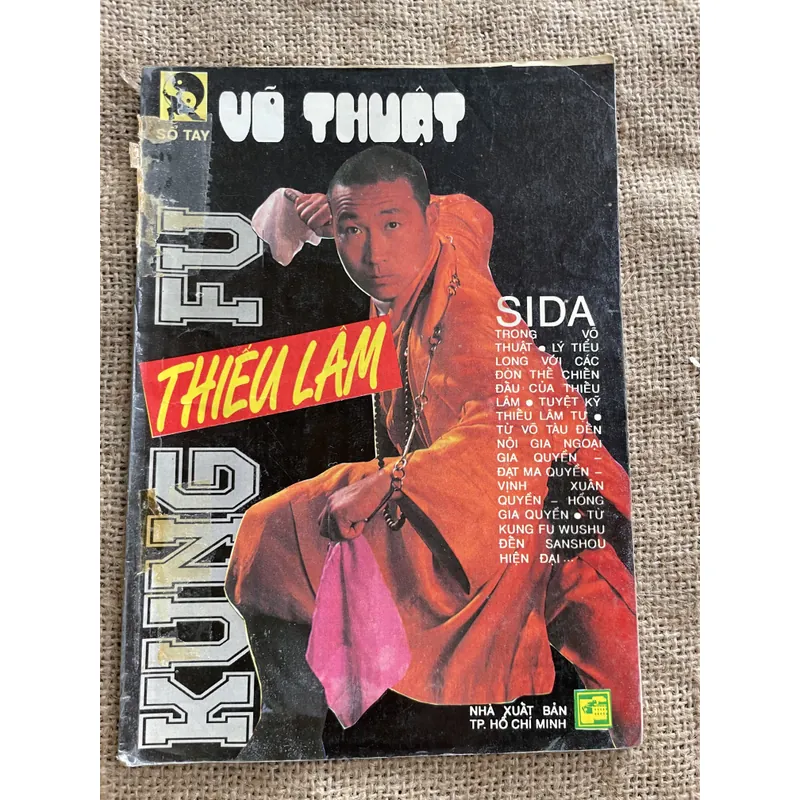 SỔ TAY
VÕ THUẬT
KUNG FU
THIẾU LÂM
SIDA
TRONG VÕ
THUẬT ● LÝ TIỂU
LONG VỚI CÁC
ĐÒN THẾ CHIẾN
ĐẤU CỦA THIẾU
LÂM ● TUYỆT KỸ
THIẾU LÂM TỰ ●
TỪ VÕ TÀU ĐẾN
NỘI GIA NGOẠI
GIA QUYỀN –
ĐẠT MA QUYỀN –
VỊNH XUÂN
QUYỀN – HỒNG
GIA QUYỀN ● TỪ
KUNG FU WUSHU
ĐẾN SANSHOU
HIỆN ĐẠI ...
NHÀ XUẤT BẢN
TP. HỒ CHÍ MINH